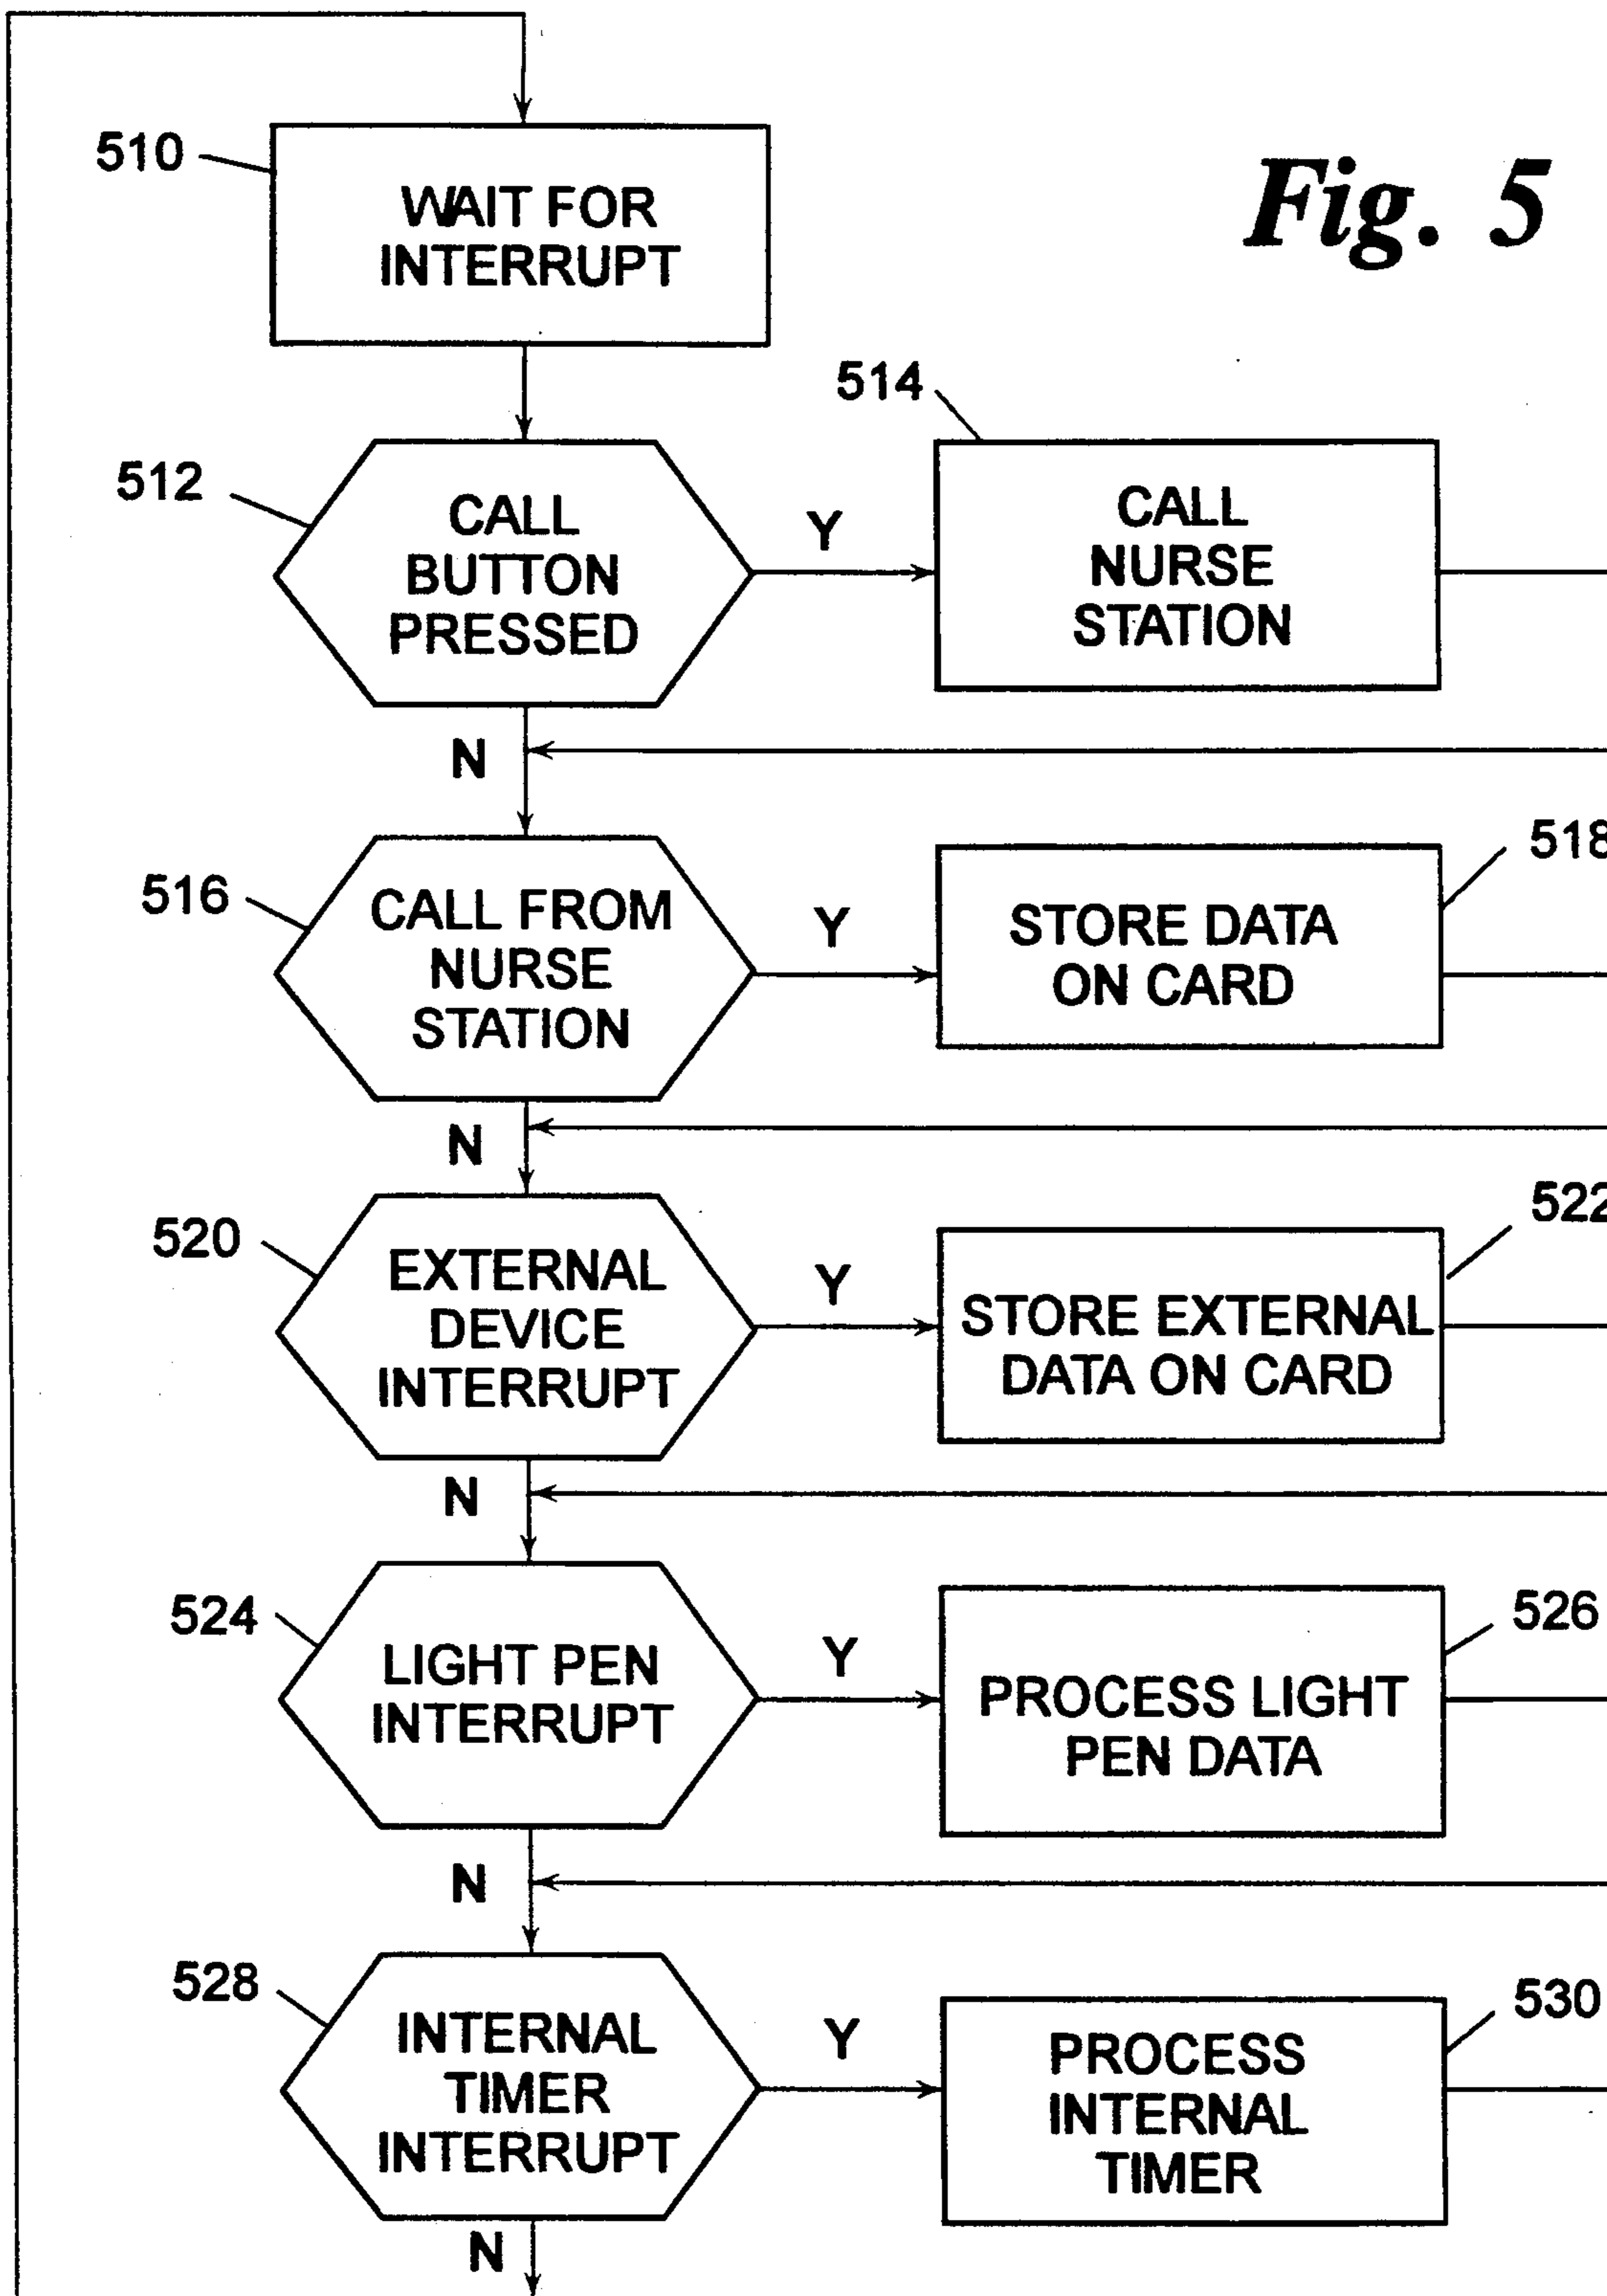 Fig. 5
510
WAIT FOR
INTERRUPT
512
CALL
BUTTON
PRESSED
Y
514
CALL
NURSE
STATION
N
516
CALL FROM
NURSE
STATION
Y
518
STORE DATA
ON CARD
N
520
EXTERNAL
DEVICE
INTERRUPT
Y
522
STORE EXTERNAL
DATA ON CARD
N
524
LIGHT PEN
INTERRUPT
Y
526
PROCESS LIGHT
PEN DATA
N
528
INTERNAL
TIMER
INTERRUPT
Y
530
PROCESS
INTERNAL
TIMER
N